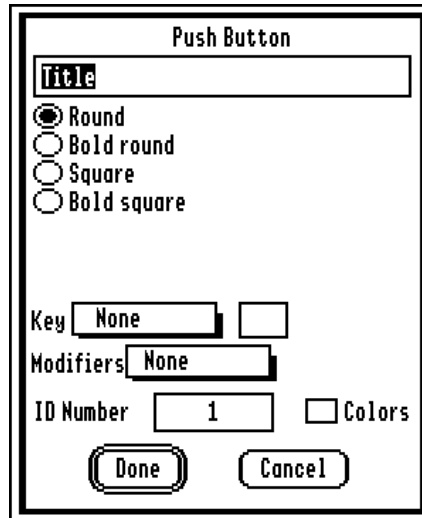 Push Button
Title
Round
Bold round
Square
Bold square
Key None
Modifiers None
ID Number 1 Colors
Done Cancel